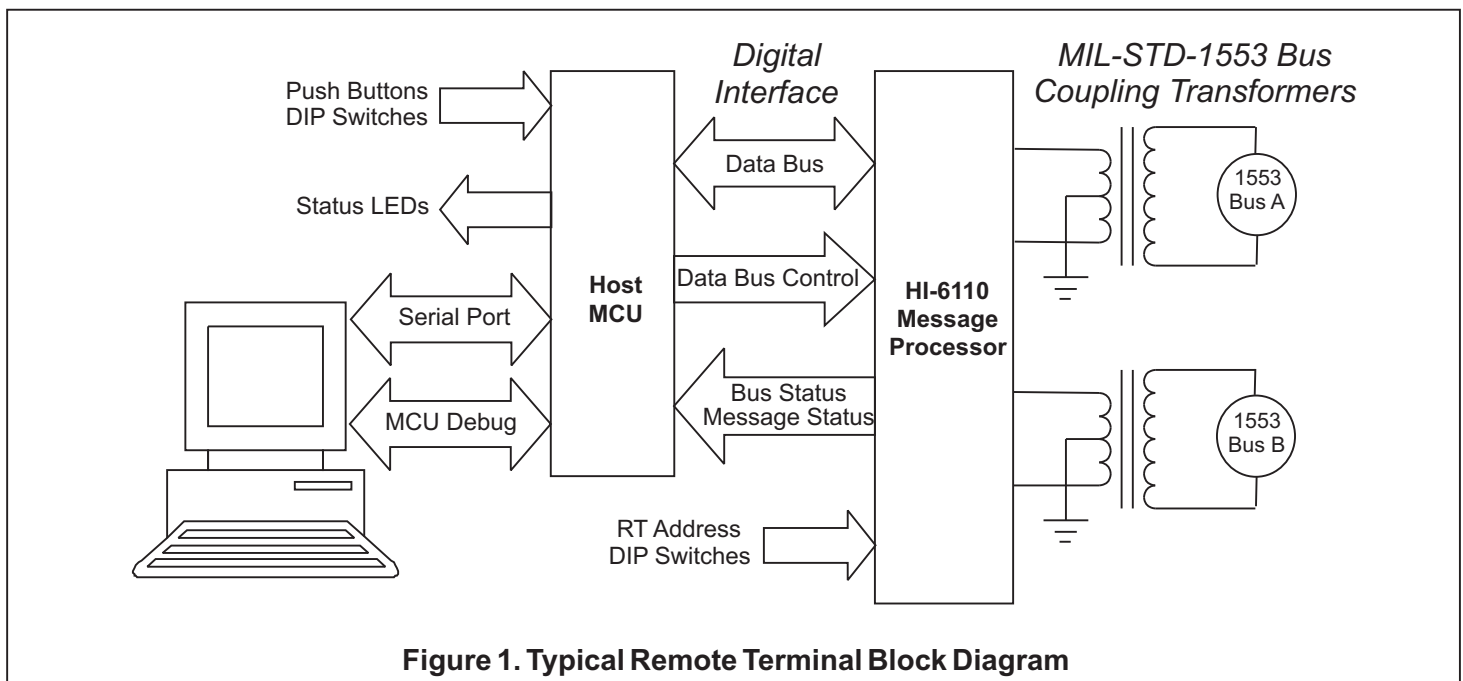 Digital
Interface
MIL-STD-1553 Bus
Coupling Transformers
Push Buttons
DIP Switches
Data Bus
1553
Bus A
Status LEDs
Host
MCU
Data Bus Control
HI-6110
Message
Processor
Serial Port
MCU Debug
Bus Status
Message Status
1553
Bus B
RT Address
DIP Switches
Figure 1. Typical Remote Terminal Block Diagram